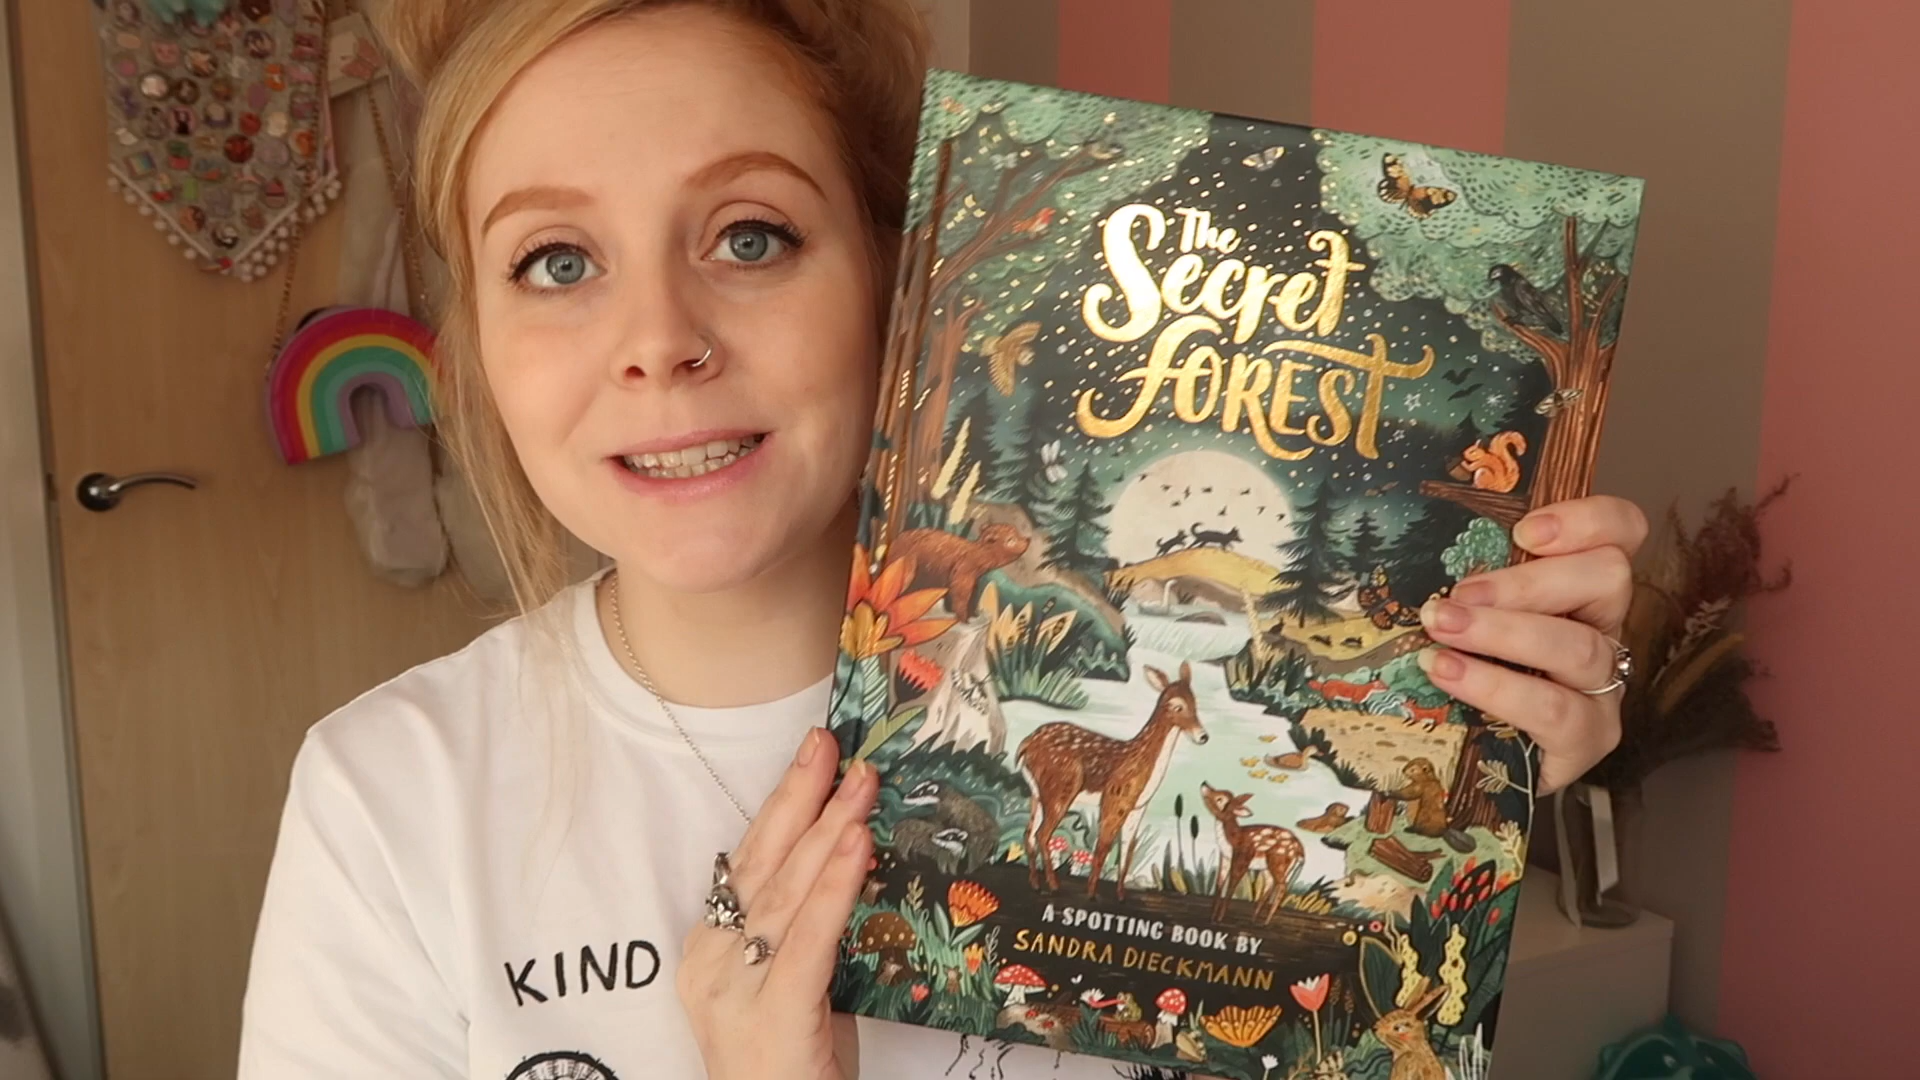 The
Secret
FOREST
A SPOTTING BOOK BY
SANDRA DIECKMANN
KIND